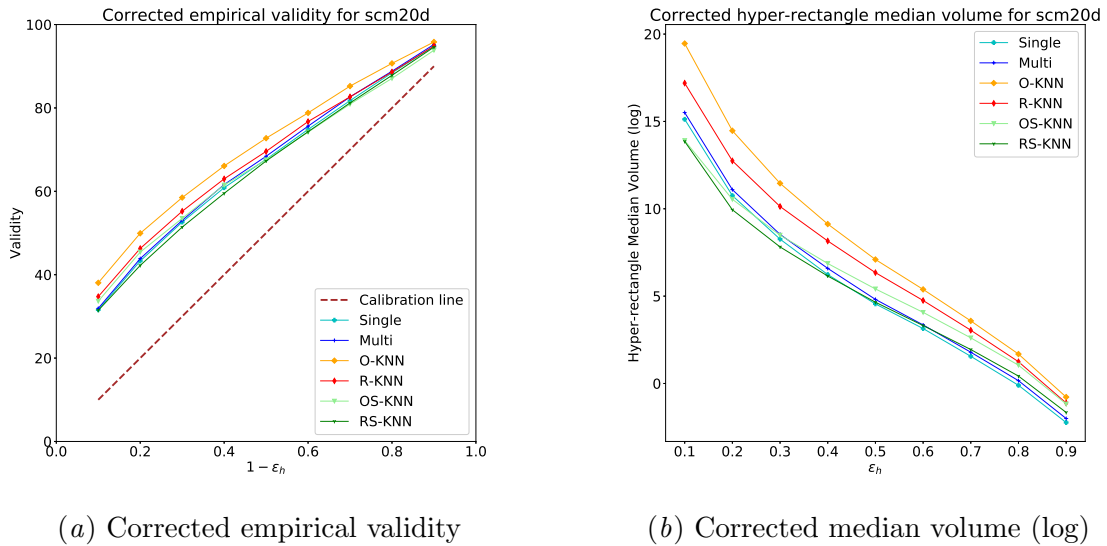 Corrected empirical validity for scm20d
100
80
60
40
20
0
Validity
0.0 0.2 0.4 0.6 0.8 1.0
1 − εₕ
Calibration line
Single
Multi
O-KNN
R-KNN
OS-KNN
RS-KNN
(a) Corrected empirical validity
Corrected hyper-rectangle median volume for scm20d
20
15
10
5
0
Hyper-rectangle Median Volume (log)
0.1 0.2 0.3 0.4 0.5 0.6 0.7 0.8 0.9
εₕ
Single
Multi
O-KNN
R-KNN
OS-KNN
RS-KNN
(b) Corrected median volume (log)